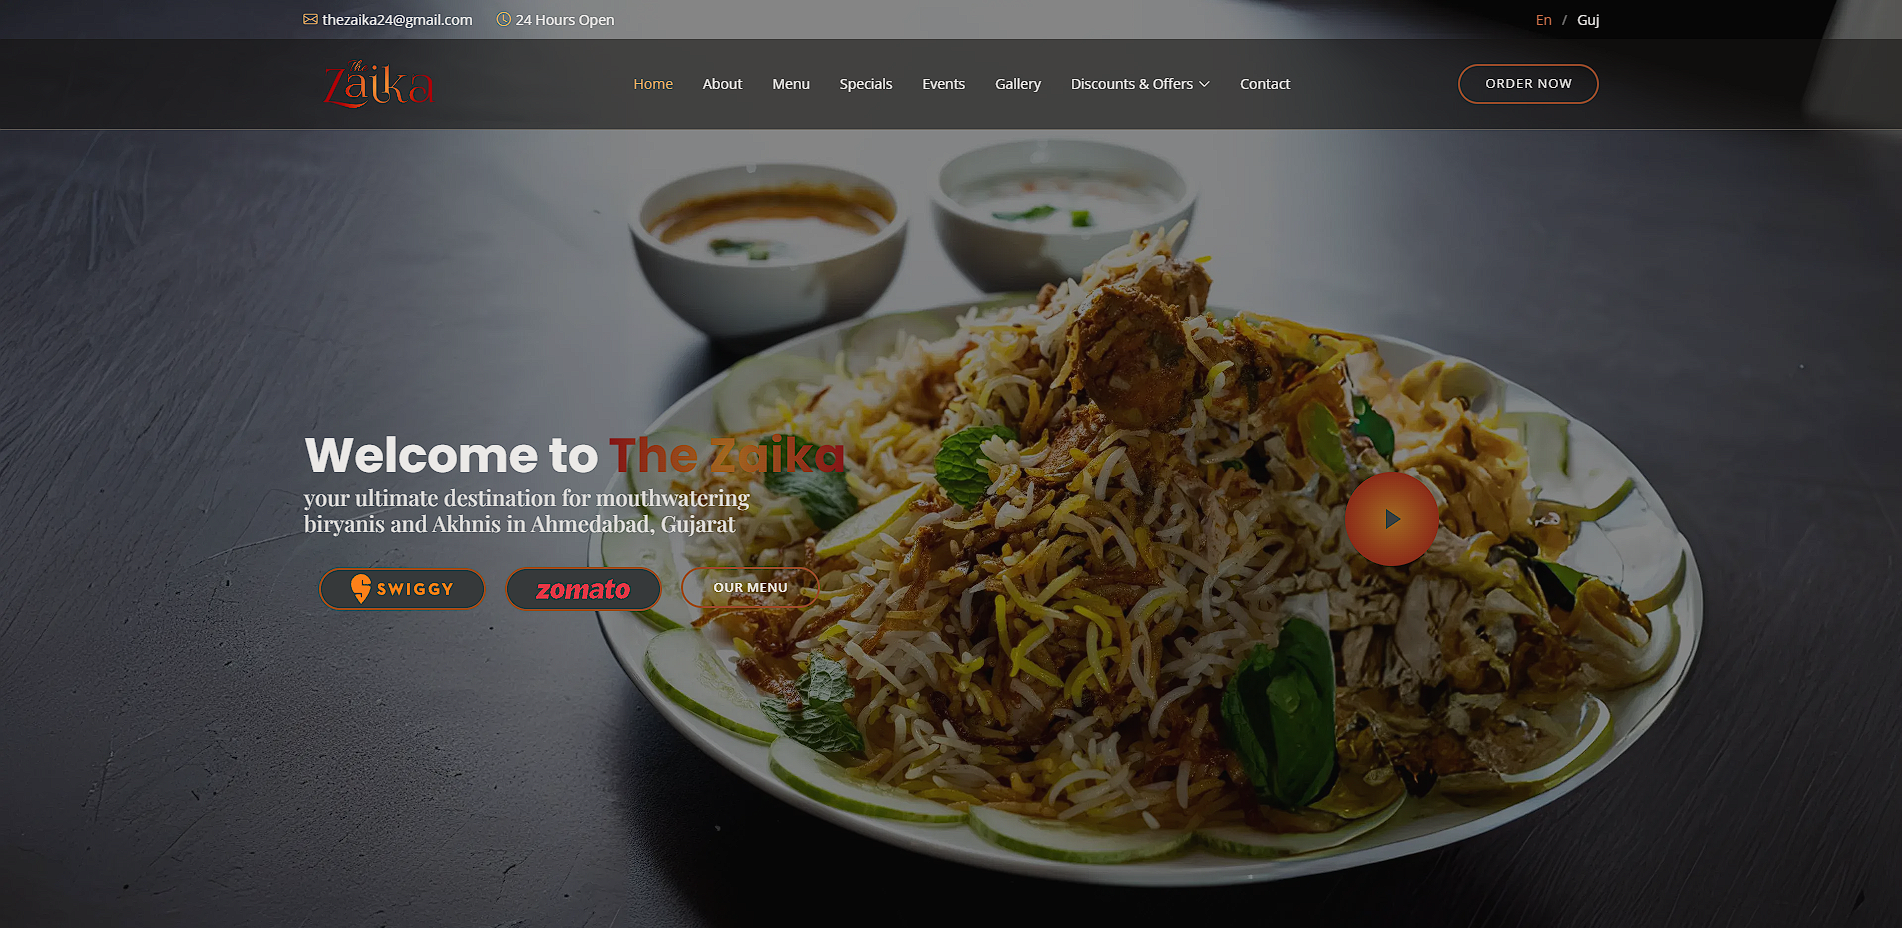 thezaika24@gmail.com 24 Hours Open En / Guj
The Zaika
Home About Menu Specials Events Gallery Discounts & Offers Contact ORDER NOW
Welcome to The Zaika
your ultimate destination for mouthwatering
biryanis and Akhnis in Ahmedabad, Gujarat
SWIGGY zomato OUR MENU